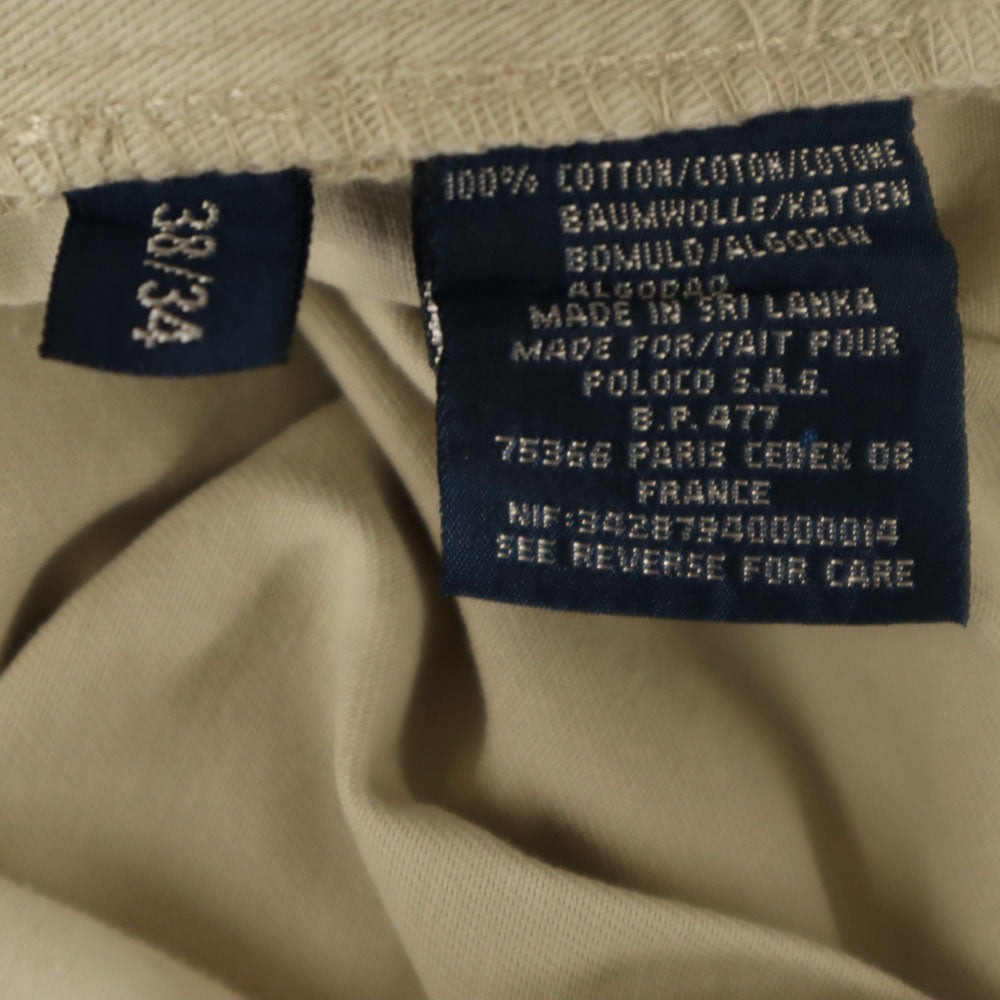 38/34
100% COTTON/COTON/COTONE
BAUMWOLLE/KATOEN
BOMULD/ALGODON
ALGODAO
MADE IN SRI LANKA
MADE FOR/FAIT POUR
POLOCO S.A.S.
B.P. 477
75366 PARIS CEDEX 08
FRANCE
NIF:34287940000014
SEE REVERSE FOR CARE